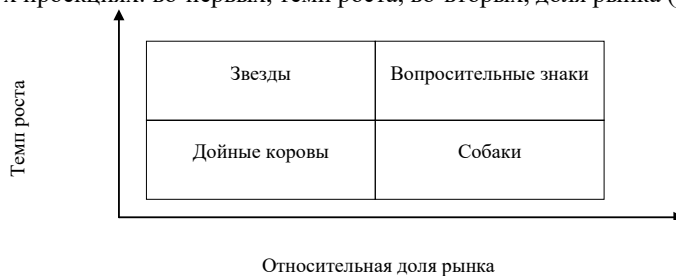 х проекциях: во-первых, темп роста, во-вторых, доля рынка (
Звезды
Вопросительные знаки
Темп роста
Дойные коровы
Собаки
Относительная доля рынка